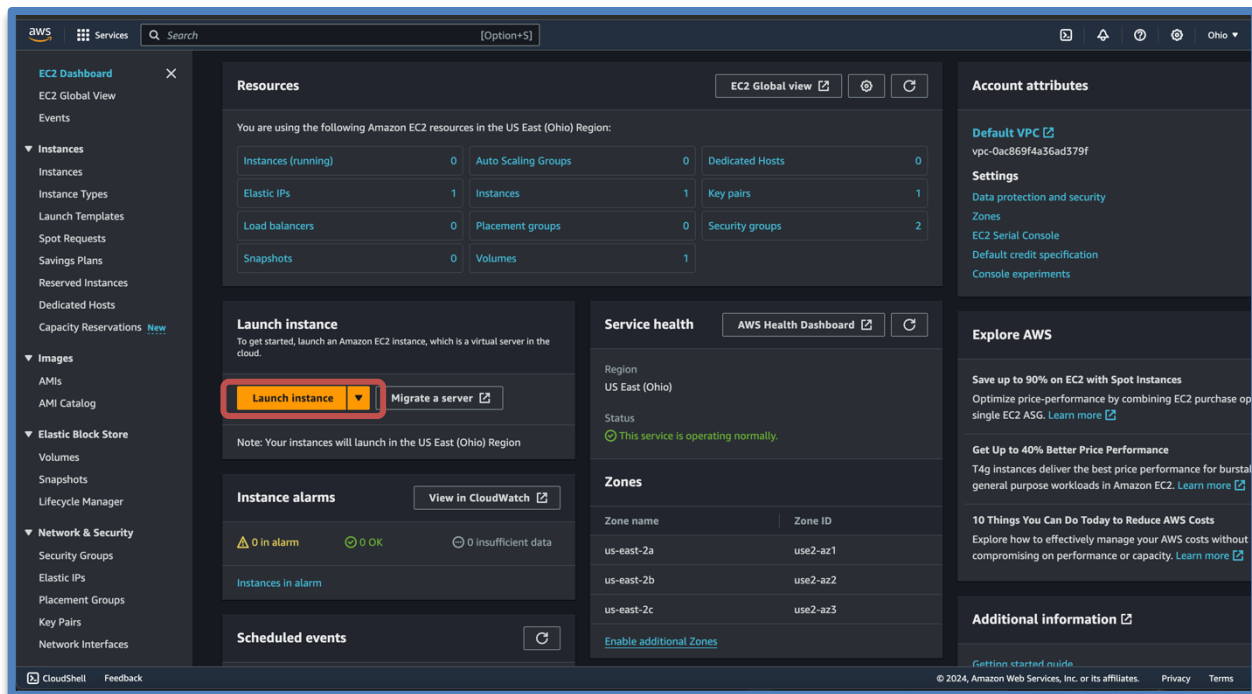 aws
Services
Search
[Option+S]
Ohio
EC2 Dashboard
EC2 Global View
Events
Instances
Instances
Instance Types
Launch Templates
Spot Requests
Savings Plans
Reserved Instances
Dedicated Hosts
Capacity Reservations New
Images
AMIs
AMI Catalog
Elastic Block Store
Volumes
Snapshots
Lifecycle Manager
Network & Security
Security Groups
Elastic IPs
Placement Groups
Key Pairs
Network Interfaces
Resources
EC2 Global view
You are using the following Amazon EC2 resources in the US East (Ohio) Region:
Instances (running) 0 Auto Scaling Groups 0 Dedicated Hosts 0
Elastic IPs 1 Instances 1 Key pairs 1
Load balancers 0 Placement groups 0 Security groups 2
Snapshots 0 Volumes 1
Launch instance
To get started, launch an Amazon EC2 instance, which is a virtual server in the
cloud.
Launch instance
Migrate a server
Note: Your instances will launch in the US East (Ohio) Region
Instance alarms
View in CloudWatch
0 in alarm 0 OK 0 insufficient data
Instances in alarm
Scheduled events
Service health
AWS Health Dashboard
Region
US East (Ohio)
Status
This service is operating normally.
Zones
Zone name Zone ID
us-east-2a use2-az1
us-east-2b use2-az2
us-east-2c use2-az3
Enable additional Zones
Account attributes
Default VPC
vpc-0ac869f4a36ad379f
Settings
Data protection and security
Zones
EC2 Serial Console
Default credit specification
Console experiments
Explore AWS
Save up to 90% on EC2 with Spot Instances
Optimize price-performance by combining EC2 purchase op
single EC2 ASG. Learn more
Get Up to 40% Better Price Performance
T4g instances deliver the best price performance for burstal
general purpose workloads in Amazon EC2. Learn more
10 Things You Can Do Today to Reduce AWS Costs
Explore how to effectively manage your AWS costs without
compromising on performance or capacity. Learn more
Additional information
Getting started guide
CloudShell Feedback
© 2024, Amazon Web Services, Inc. or its affiliates. Privacy Terms